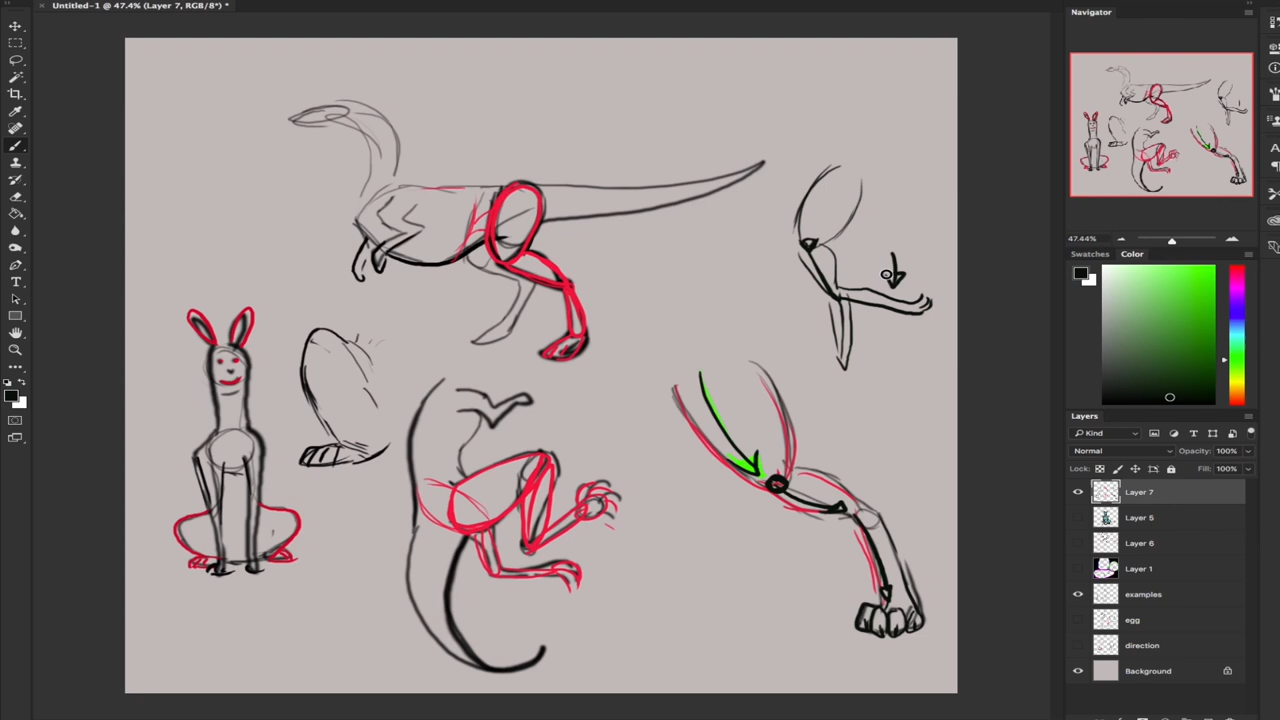 Untitled-1 @ 47.4% (Layer 7, RGB/8*) *
Navigator
47.44%
Swatches
Color
Layers
Kind
Normal
Opacity: 100%
Lock:
Fill: 100%
Layer 7
Layer 5
Layer 6
Layer 1
examples
egg
direction
Background